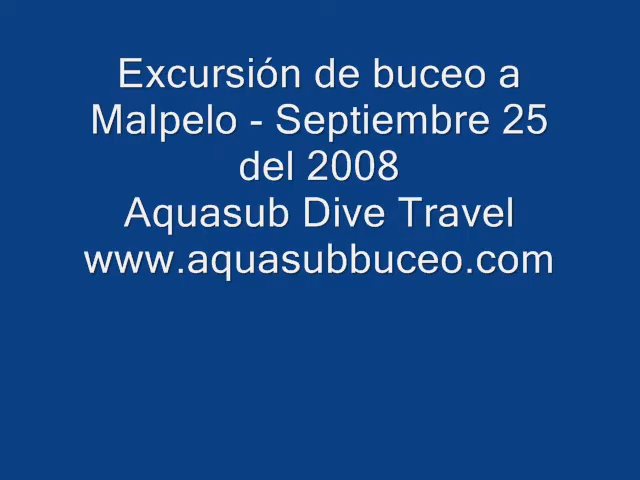 Excursión de buceo a
Malpelo - Septiembre 25
del 2008
Aquasub Dive Travel
www.aquasubbuceo.com